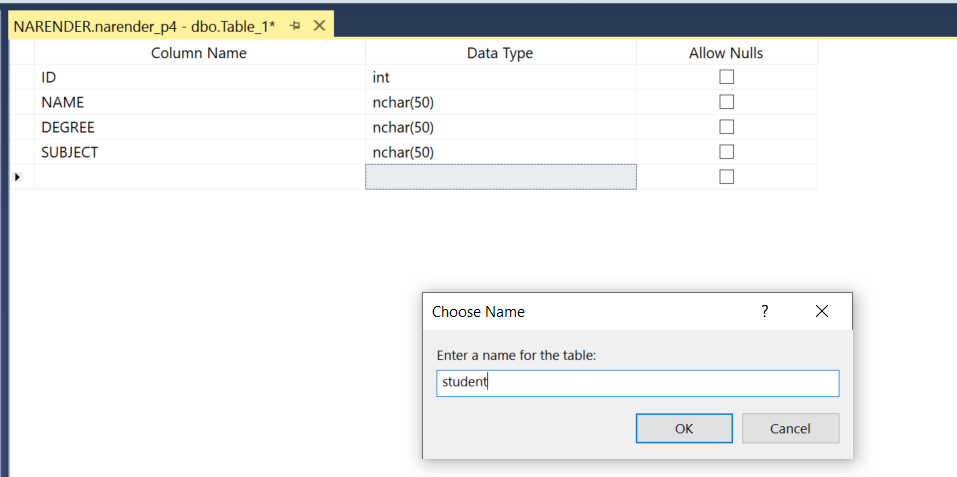 NARENDER.narender_p4 - dbo.Table_1*
Column Name Data Type Allow Nulls
ID int
NAME nchar(50)
DEGREE nchar(50)
SUBJECT nchar(50)
Choose Name ?
Enter a name for the table:
student
OK Cancel